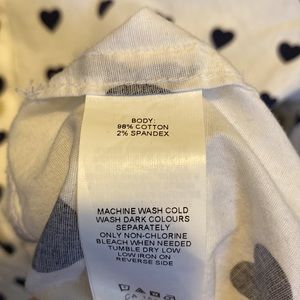 BODY:
98% COTTON
2% SPANDEX
MACHINE WASH COLD
WASH DARK COLOURS
SEPARATELY
ONLY NON-CHLORINE
BLEACH WHEN NEEDED
TUMBLE DRY LOW
LOW IRON ON
REVERSE SIDE